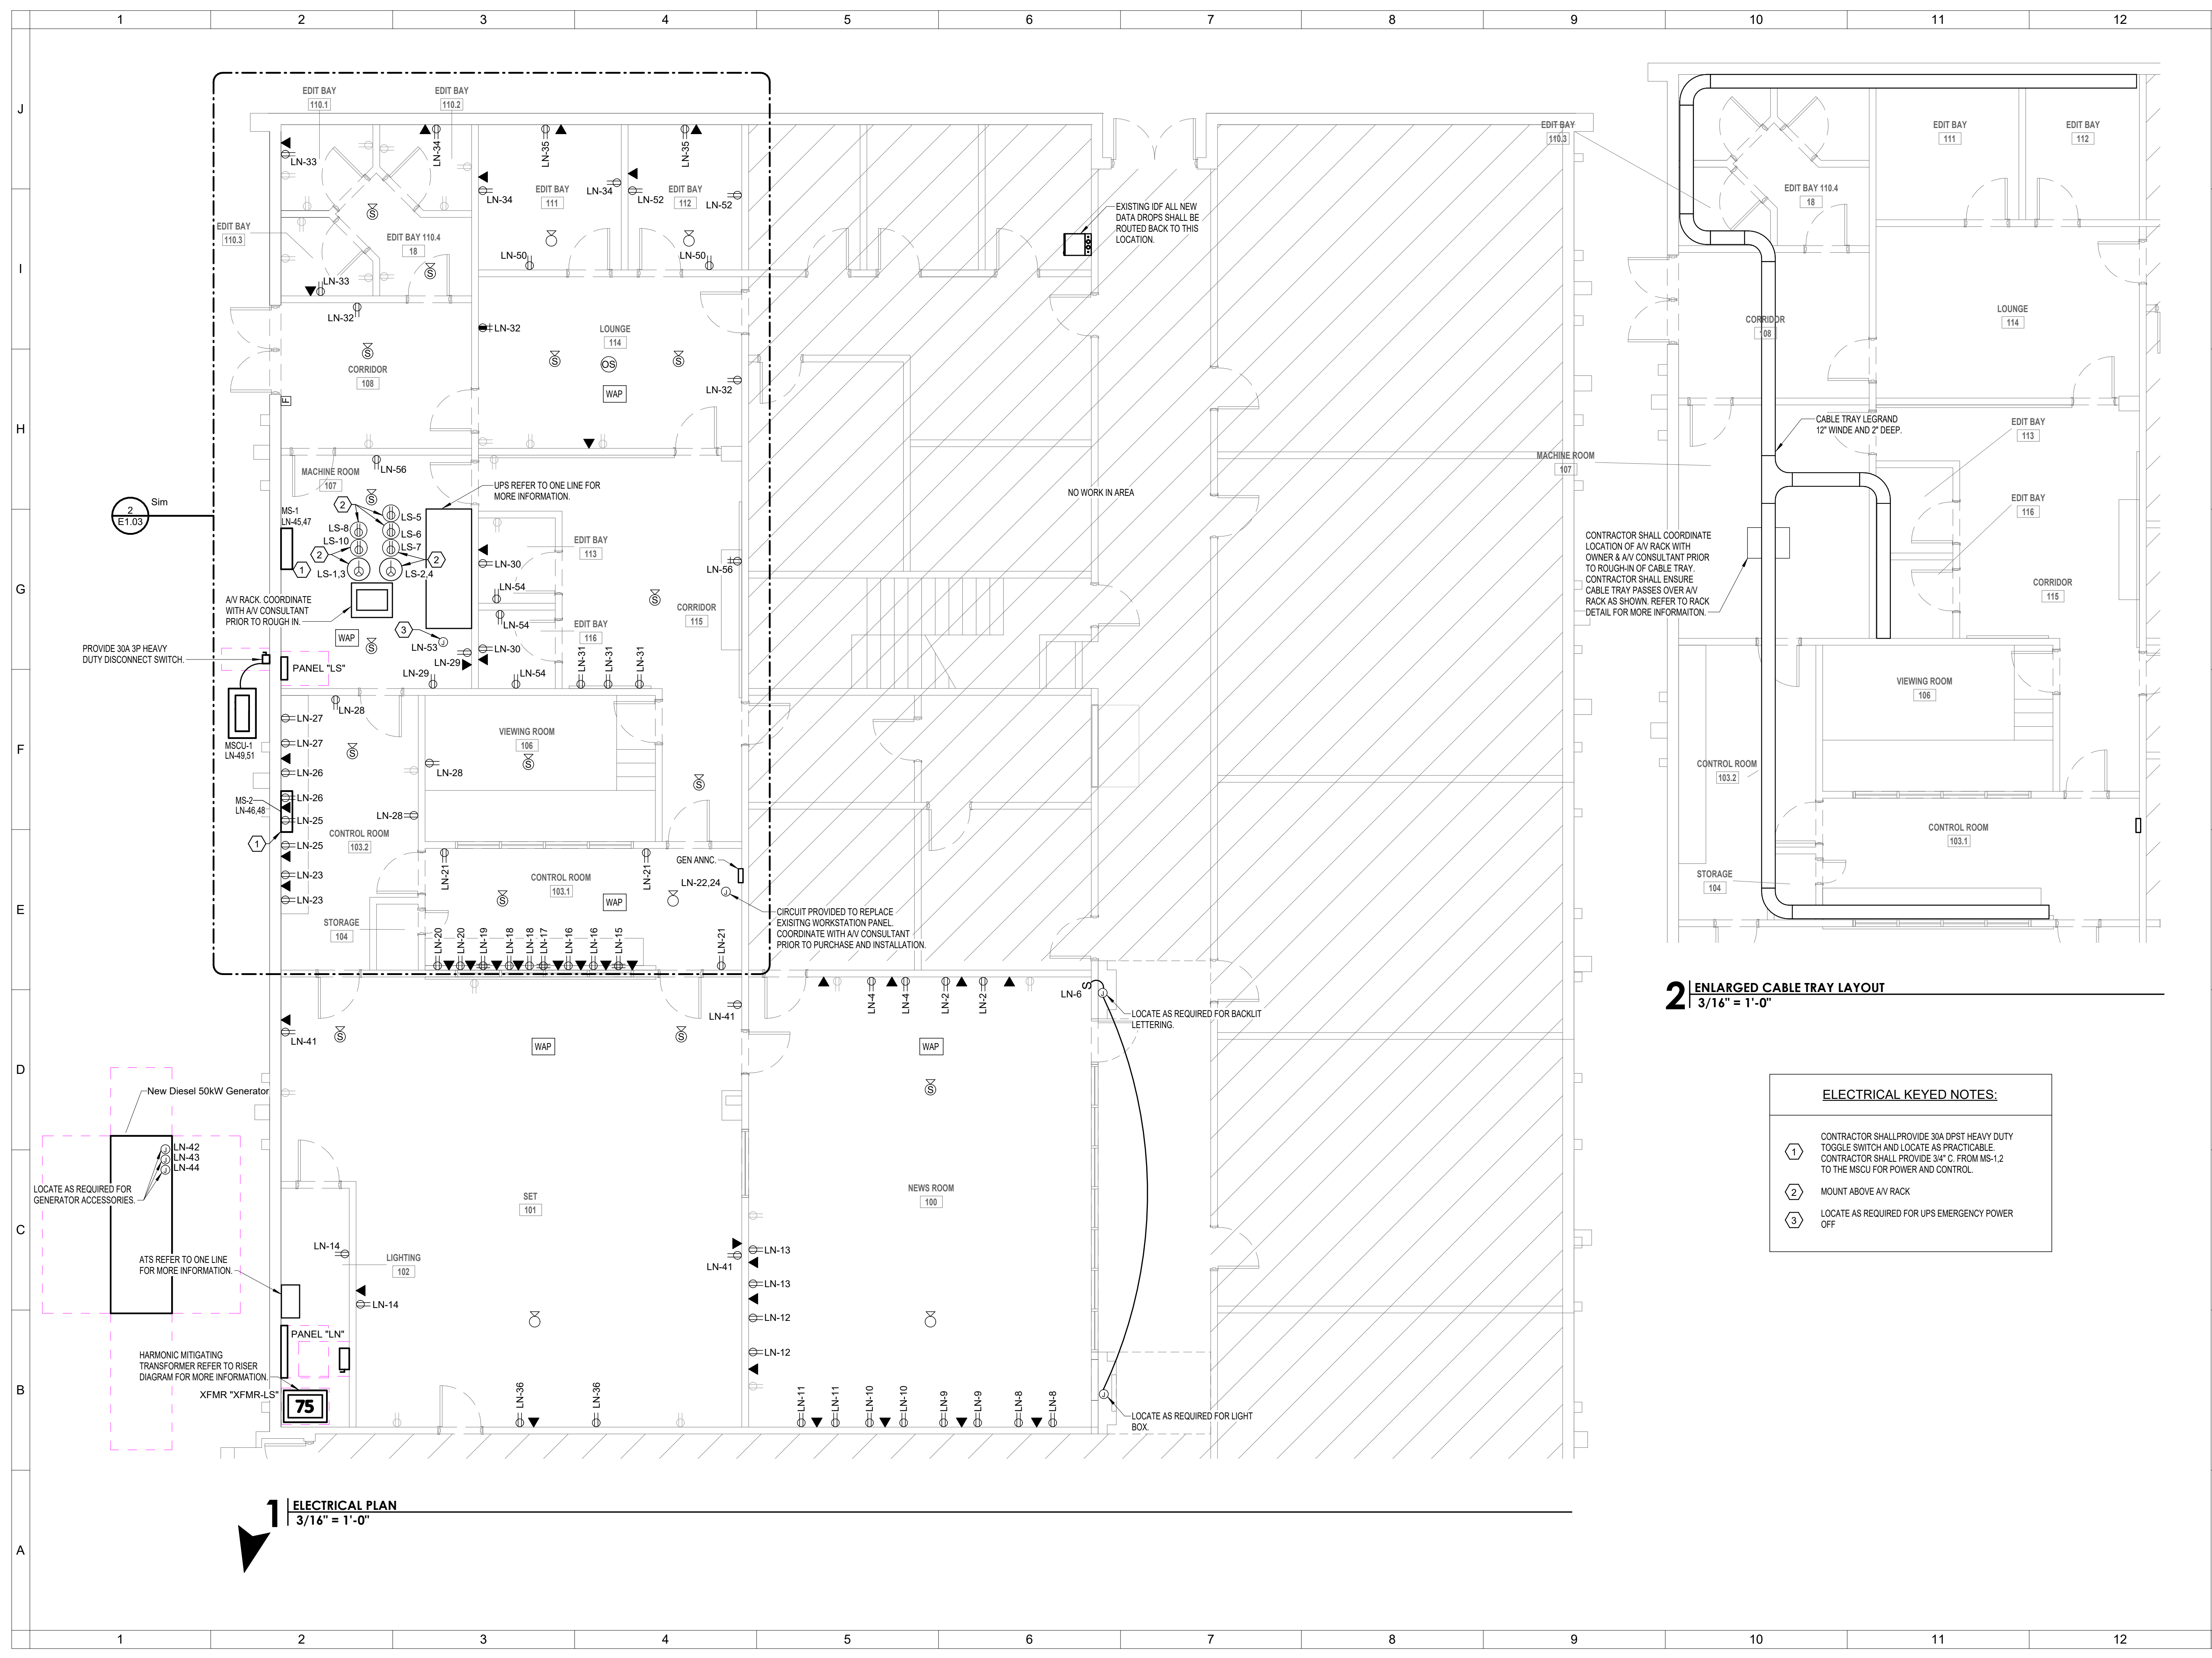 1 2 3 4 5 6 7 8 9 10 11 12
J
I
H
G
F
E
D
C
B
A
EDIT BAY
110.1
EDIT BAY
110.2
LN-33
LN-34
LN-35
LN-35
LN-34
LN-34
LN-52
LN-52
EDIT BAY
111
EDIT BAY
112
EDIT BAY
110.3
EDIT BAY 110.4
18
S
S
LN-50
LN-50
LN-33
LN-32
LN-32
LOUNGE
114
S
S
S
OS
WAP
LN-32
CORRIDOR
108
F
EXISTING IDF ALL NEW
DATA DROPS SHALL BE
ROUTED BACK TO THIS
LOCATION.
NO WORK IN AREA
LN-56
MACHINE ROOM
107
S
UPS REFER TO ONE LINE FOR
MORE INFORMATION.
2
E1.03
Sim
MS-1
LN-45,47
2
LS-5
LS-8
LS-6
LS-10
LS-7
2
2
1
LS-1,3
LS-2,4
A/V RACK. COORDINATE
WITH A/V CONSULTANT
PRIOR TO ROUGH IN.
WAP
S
3
J
LN-53
EDIT BAY
113
LN-30
LN-54
LN-54
EDIT BAY
116
LN-30
LN-29
LN-29
LN-54
LN-31
LN-31
LN-31
LN-56
S
CORRIDOR
115
PROVIDE 30A 3P HEAVY
DUTY DISCONNECT SWITCH.
PANEL "LS"
LN-28
LN-27
LN-27
MSCU-1
LN-49,51
S
LN-26
LN-26
MS-2
LN-46,48
LN-25
LN-25
1
LN-28
LN-28
VIEWING ROOM
106
S
S
CONTROL ROOM
103.2
LN-23
LN-23
LN-21
LN-21
CONTROL ROOM
103.1
S
WAP
GEN ANNC.
LN-22,24
J
CIRCUIT PROVIDED TO REPLACE
EXISITNG WORKSTATION PANEL.
COORDINATE WITH A/V CONSULTANT
PRIOR TO PURCHASE AND INSTALLATION.
STORAGE
104
LN-20
LN-20
LN-19
LN-18
LN-18
LN-17
LN-16
LN-16
LN-15
LN-21
LN-41
LN-41
S
S
WAP
LN-4
LN-4
LN-2
LN-2
LN-6
S
J
LOCATE AS REQUIRED FOR BACKLIT
LETTERING.
WAP
S
New Diesel 50kW Generator
J
J
J
LN-42
LN-43
LN-44
LOCATE AS REQUIRED FOR
GENERATOR ACCESSORIES.
SET
101
NEWS ROOM
100
LN-14
LIGHTING
102
ATS REFER TO ONE LINE
FOR MORE INFORMATION.
LN-14
LN-41
LN-13
LN-13
LN-12
LN-12
PANEL "LN"
HARMONIC MITIGATING
TRANSFORMER REFER TO RISER
DIAGRAM FOR MORE INFORMATION.
XFMR "XFMR-LS"
75
LN-36
LN-36
LN-11
LN-11
LN-10
LN-10
LN-9
LN-9
LN-8
LN-8
J
LOCATE AS REQUIRED FOR LIGHT
BOX.
1 ELECTRICAL PLAN
3/16" = 1'-0"
EDIT BAY
110.3
EDIT BAY
111
EDIT BAY
112
EDIT BAY 110.4
18
LOUNGE
114
CORRIDOR
108
CABLE TRAY LEGRAND
12" WINDE AND 2" DEEP.
EDIT BAY
113
MACHINE ROOM
107
EDIT BAY
116
CONTRACTOR SHALL COORDINATE
LOCATION OF A/V RACK WITH
OWNER & A/V CONSULTANT PRIOR
TO ROUGH-IN OF CABLE TRAY.
CONTRACTOR SHALL ENSURE
CABLE TRAY PASSES OVER A/V
RACK AS SHOWN. REFER TO RACK
DETAIL FOR MORE INFORMAITON.
CORRIDOR
115
VIEWING ROOM
106
CONTROL ROOM
103.2
CONTROL ROOM
103.1
STORAGE
104
2 ENLARGED CABLE TRAY LAYOUT
3/16" = 1'-0"
ELECTRICAL KEYED NOTES:
1 CONTRACTOR SHALLPROVIDE 30A DPST HEAVY DUTY
TOGGLE SWITCH AND LOCATE AS PRACTICABLE.
CONTRACTOR SHALL PROVIDE 3/4" C. FROM MS-1,2
TO THE MSCU FOR POWER AND CONTROL.
2 MOUNT ABOVE A/V RACK
3 LOCATE AS REQUIRED FOR UPS EMERGENCY POWER
OFF
1 2 3 4 5 6 7 8 9 10 11 12